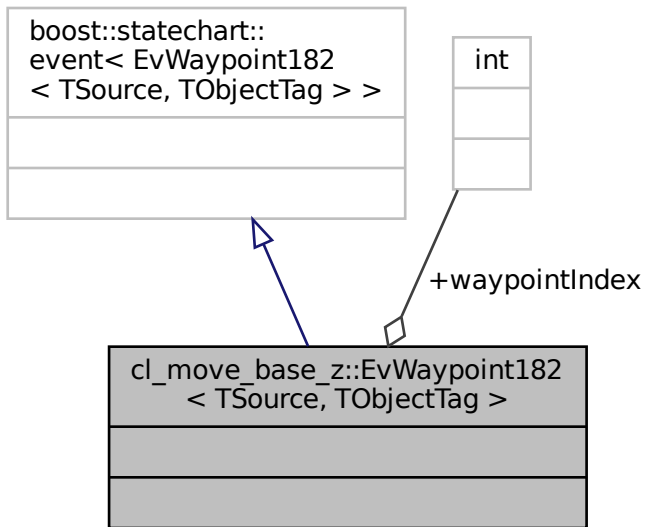 boost::statechart::
event< EvWaypoint182
< TSource, TObjectTag > >
int
+waypointIndex
cl_move_base_z::EvWaypoint182
< TSource, TObjectTag >